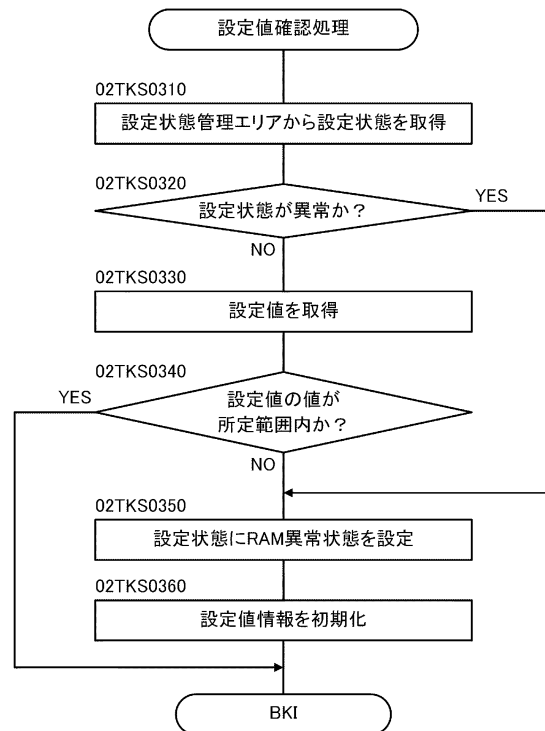 設定値確認処理
02TKS0310
設定状態管理エリアから設定状態を取得
02TKS0320
設定状態が異常か？
YES
NO
02TKS0330
設定値を取得
02TKS0340
YES
設定値の値が
所定範囲内か？
NO
02TKS0350
設定状態にRAM異常状態を設定
02TKS0360
設定値情報を初期化
BKI